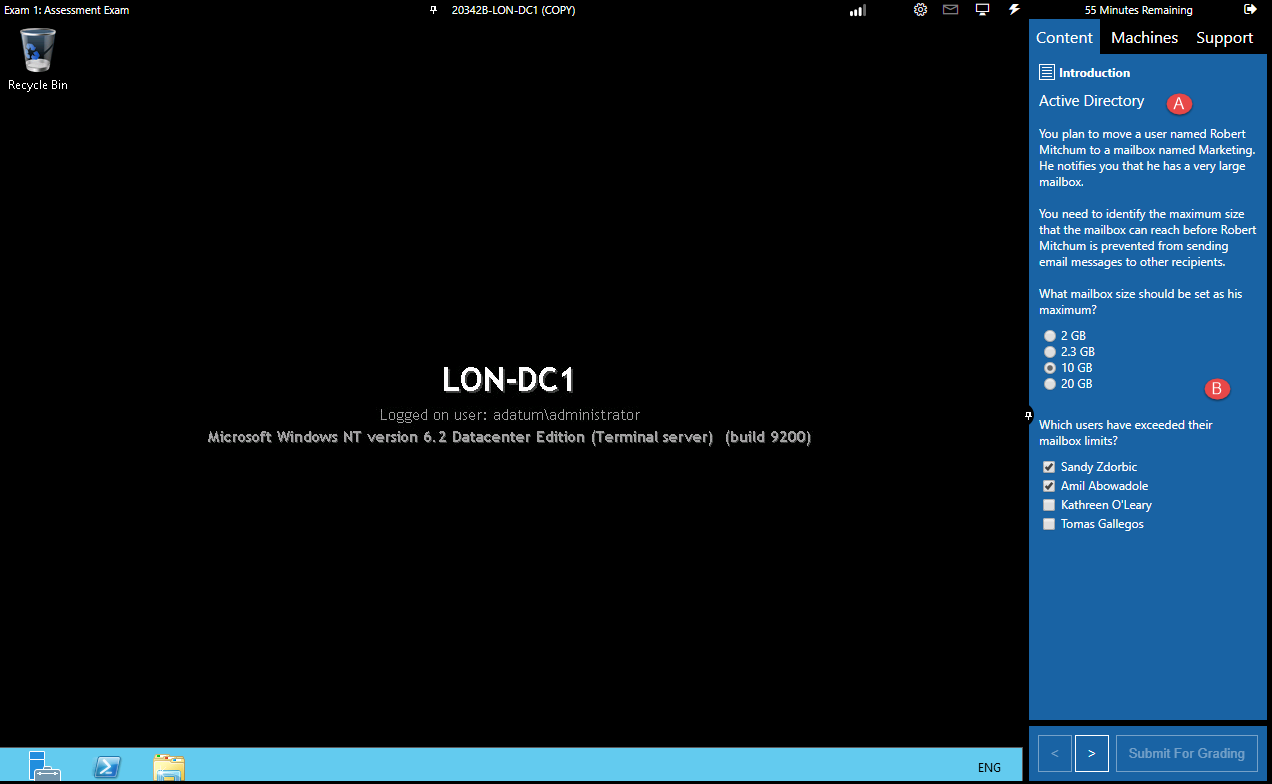 Exam 1: Assessment Exam
20342B-LON-DC1 (COPY)
55 Minutes Remaining
Recycle Bin
LON-DC1
Logged on user: adatum\administrator
Microsoft Windows NT version 6.2 Datacenter Edition (Terminal server) (build 9200)
ENG
Content Machines Support
Introduction
Active Directory
A
You plan to move a user named Robert
Mitchum to a mailbox named Marketing.
He notifies you that he has a very large
mailbox.
You need to identify the maximum size
that the mailbox can reach before Robert
Mitchum is prevented from sending
email messages to other recipients.
What mailbox size should be set as his
maximum?
2 GB
2.3 GB
10 GB
20 GB
B
Which users have exceeded their
mailbox limits?
Sandy Zdorbic
Amil Abowadole
Kathreen O'Leary
Tomas Gallegos
< > Submit For Grading